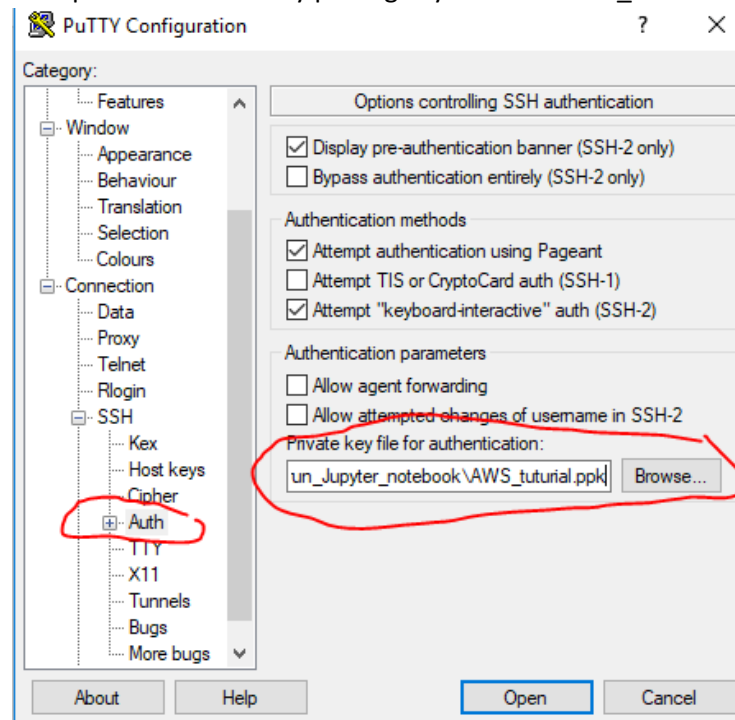 PuTTY Configuration ? ×
Category:
Features
Window
Appearance
Behaviour
Translation
Selection
Colours
Connection
Data
Proxy
Telnet
Rlogin
SSH
Kex
Host keys
Cipher
Auth
TTY
X11
Tunnels
Bugs
More bugs
Options controlling SSH authentication
Display pre-authentication banner (SSH-2 only)
Bypass authentication entirely (SSH-2 only)
Authentication methods
Attempt authentication using Pageant
Attempt TIS or CryptoCard auth (SSH-1)
Attempt "keyboard-interactive" auth (SSH-2)
Authentication parameters
Allow agent forwarding
Allow attempted changes of username in SSH-2
Private key file for authentication:
un_Jupyter_notebook\AWS_tuturial.ppk Browse...
About Help Open Cancel